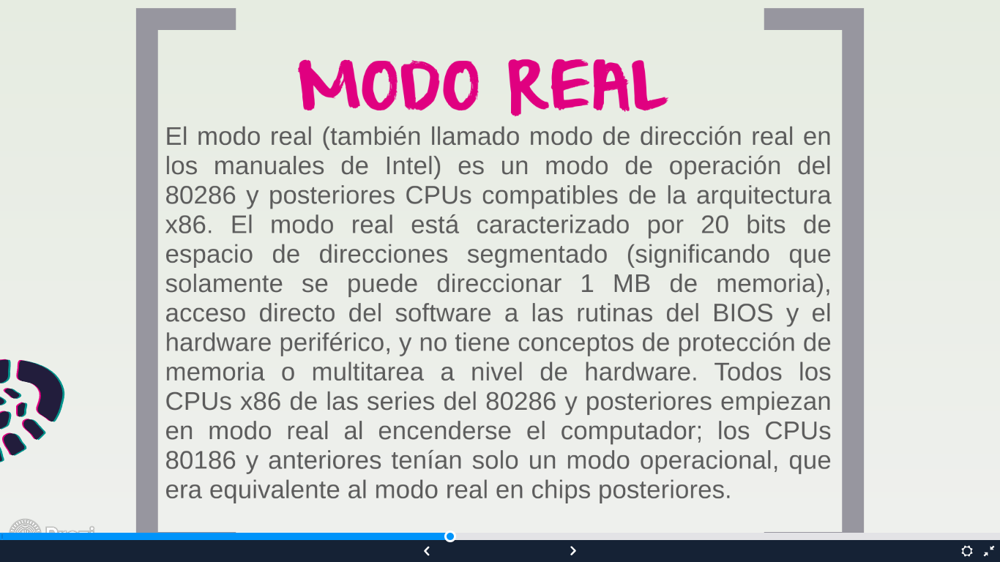 MODO REAL
El modo real (también llamado modo de dirección real en
los manuales de Intel) es un modo de operación del
80286 y posteriores CPUs compatibles de la arquitectura
x86. El modo real está caracterizado por 20 bits de
espacio de direcciones segmentado (significando que
solamente se puede direccionar 1 MB de memoria),
acceso directo del software a las rutinas del BIOS y el
hardware periférico, y no tiene conceptos de protección de
memoria o multitarea a nivel de hardware. Todos los
CPUs x86 de las series del 80286 y posteriores empiezan
en modo real al encenderse el computador; los CPUs
80186 y anteriores tenían solo un modo operacional, que
era equivalente al modo real en chips posteriores.
Prezi